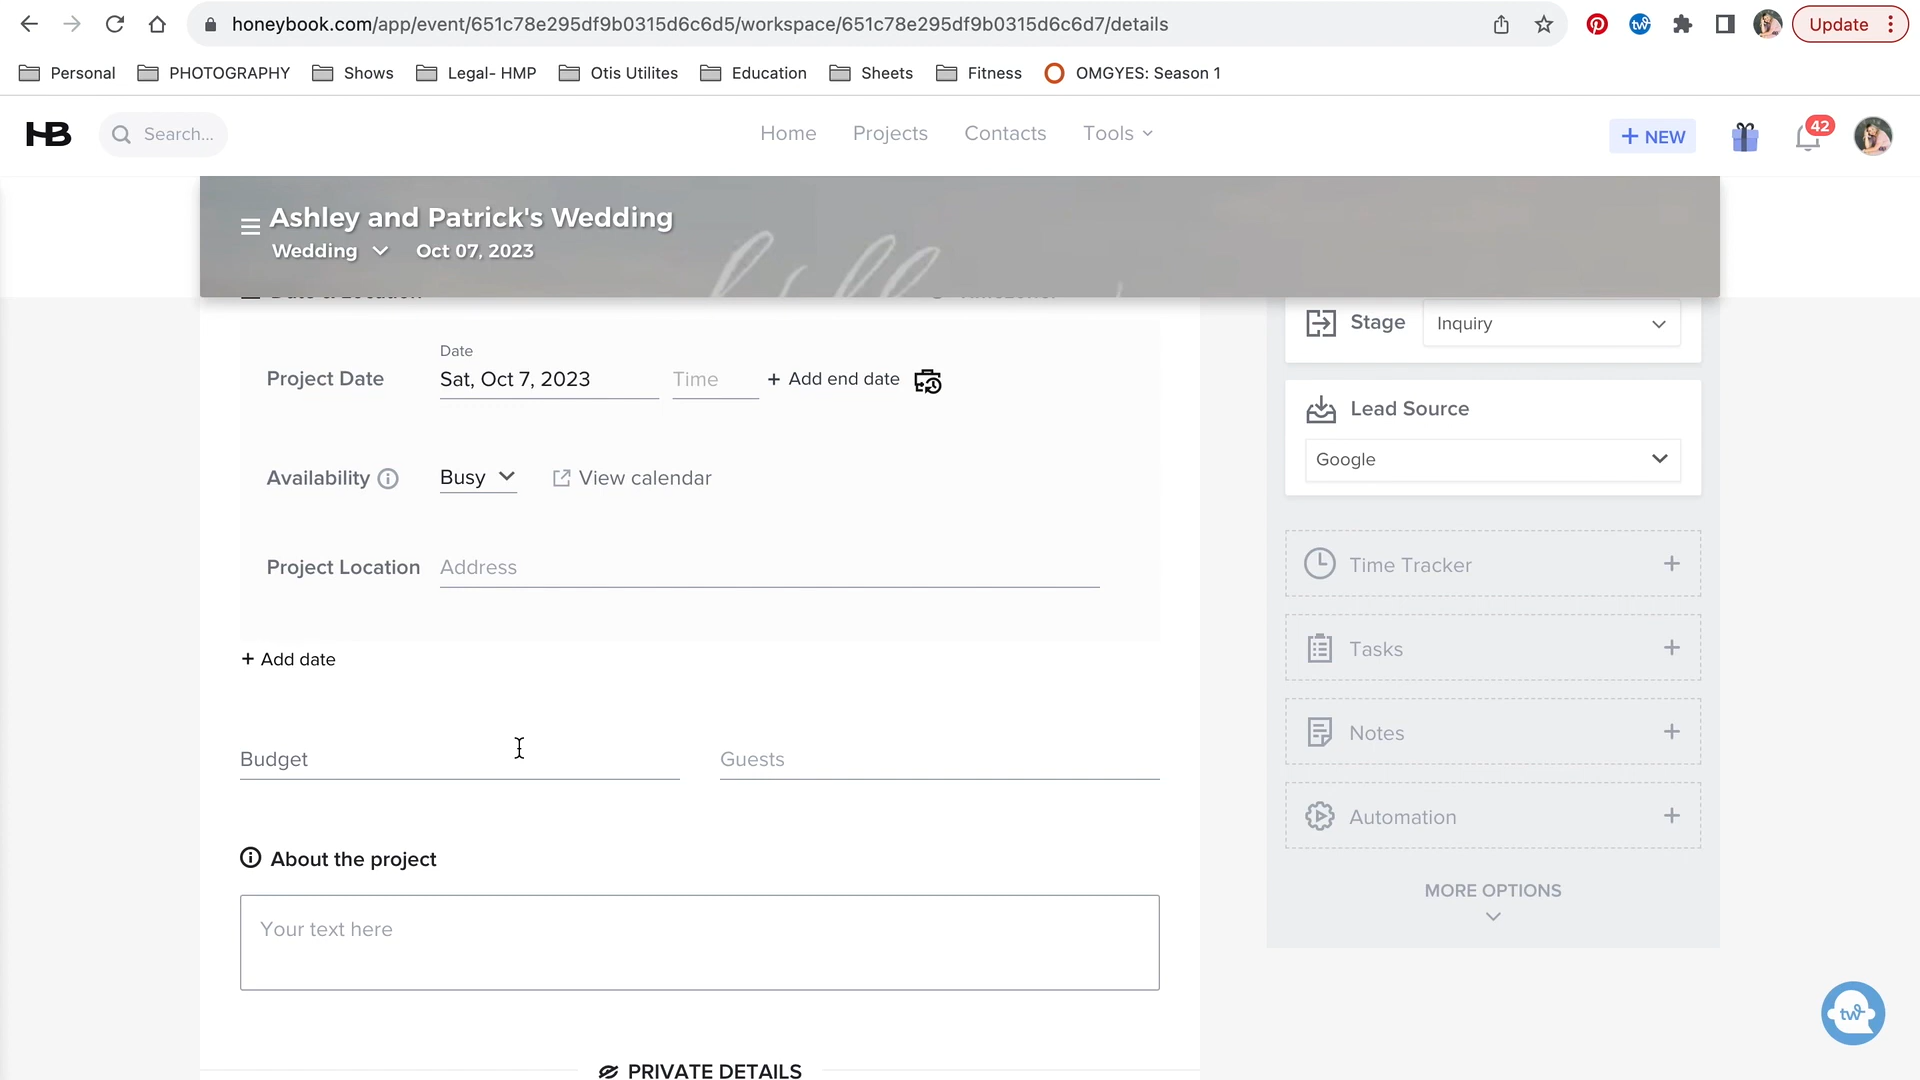 honeybook.com/app/event/651c78e295df9b0315d6c6d5/workspace/651c78e295df9b0315d6c6d7/details
Update
Personal PHOTOGRAPHY Shows Legal- HMP Otis Utilites Education Sheets Fitness OMGYES: Season 1
HB Search... Home Projects Contacts Tools + NEW 42
Ashley and Patrick's Wedding
Wedding Oct 07, 2023
Stage Inquiry
Date
Project Date Sat, Oct 7, 2023 Time + Add end date
Lead Source
Google
Availability Busy View calendar
Project Location Address
Time Tracker +
Tasks +
+ Add date
Notes +
Budget Guests
Automation +
About the project
MORE OPTIONS
Your text here
tw
PRIVATE DETAILS